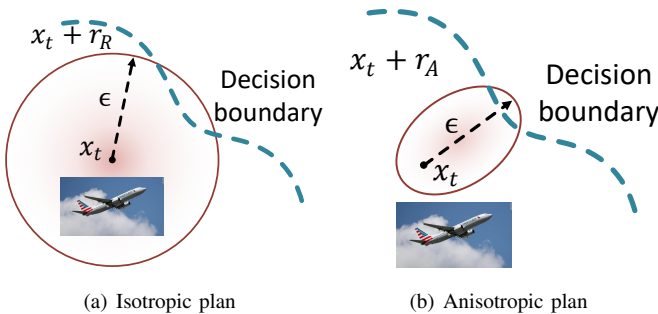 x_t + r_R
ϵ
x_t
Decision
boundary
(a) Isotropic plan
x_t + r_A
ϵ
x_t
Decision
boundary
(b) Anisotropic plan